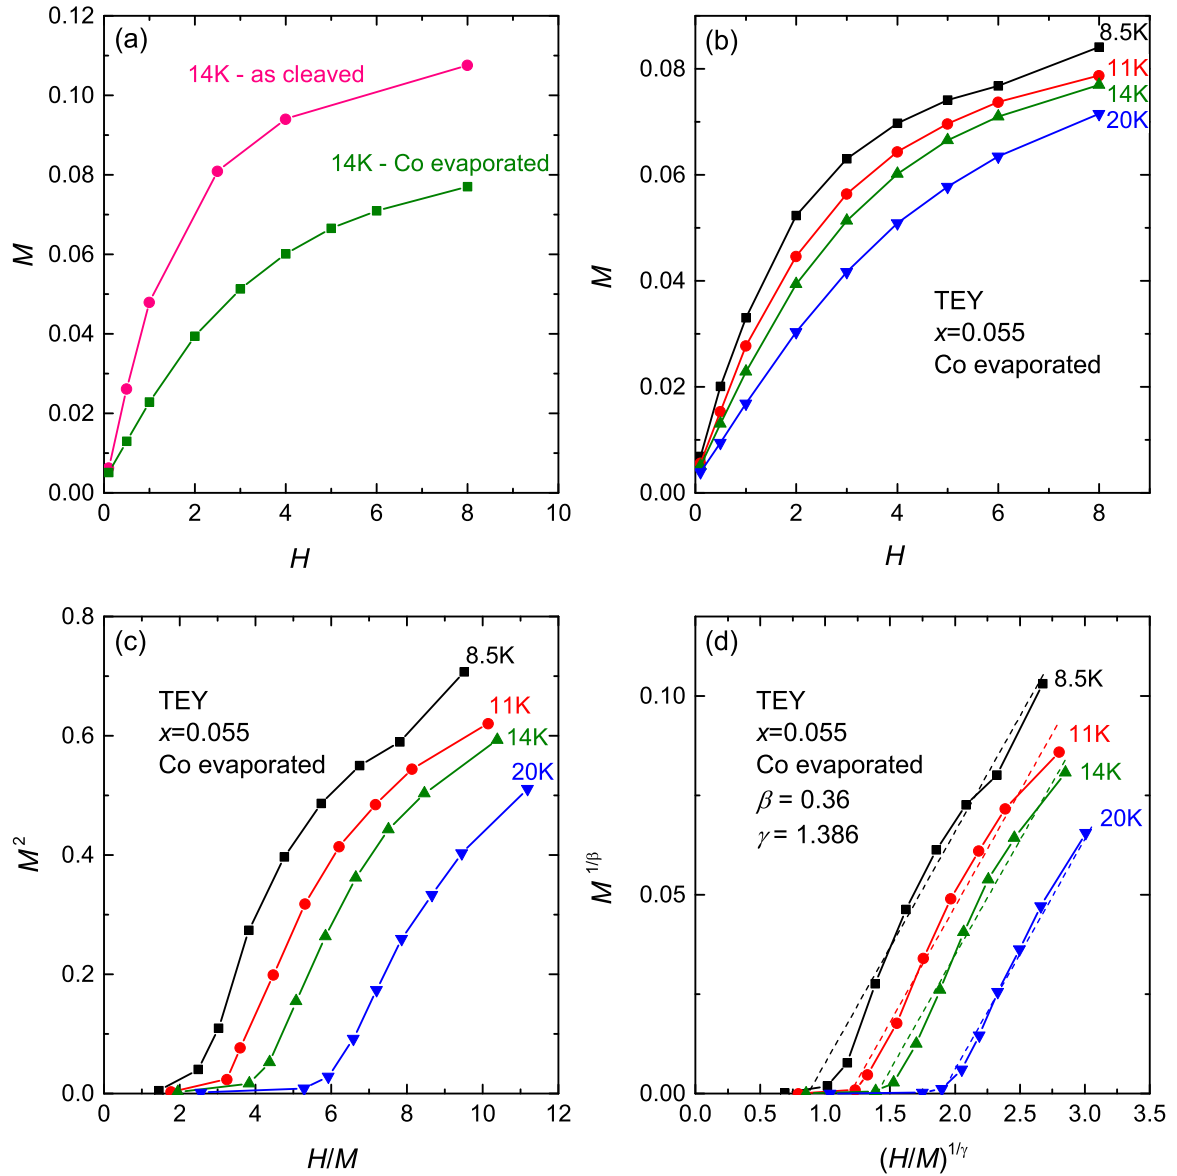 (a)
14K - as cleaved
14K - Co evaporated
0.12
0.10
0.08
0.06
0.04
0.02
0.00
M
0 2 4 6 8 10
H
(b)
8.5K
11K
14K
20K
TEY
x=0.055
Co evaporated
0.08
0.06
0.04
0.02
0.00
M
0 2 4 6 8
H
(c)
8.5K
11K
14K
20K
TEY
x=0.055
Co evaporated
0.8
0.6
0.4
0.2
0.0
M²
0 2 4 6 8 10 12
H/M
(d)
8.5K
11K
14K
20K
TEY
x=0.055
Co evaporated
β = 0.36
γ = 1.386
0.10
0.05
0.00
M^1/β
0.0 0.5 1.0 1.5 2.0 2.5 3.0 3.5
(H/M)^1/γ